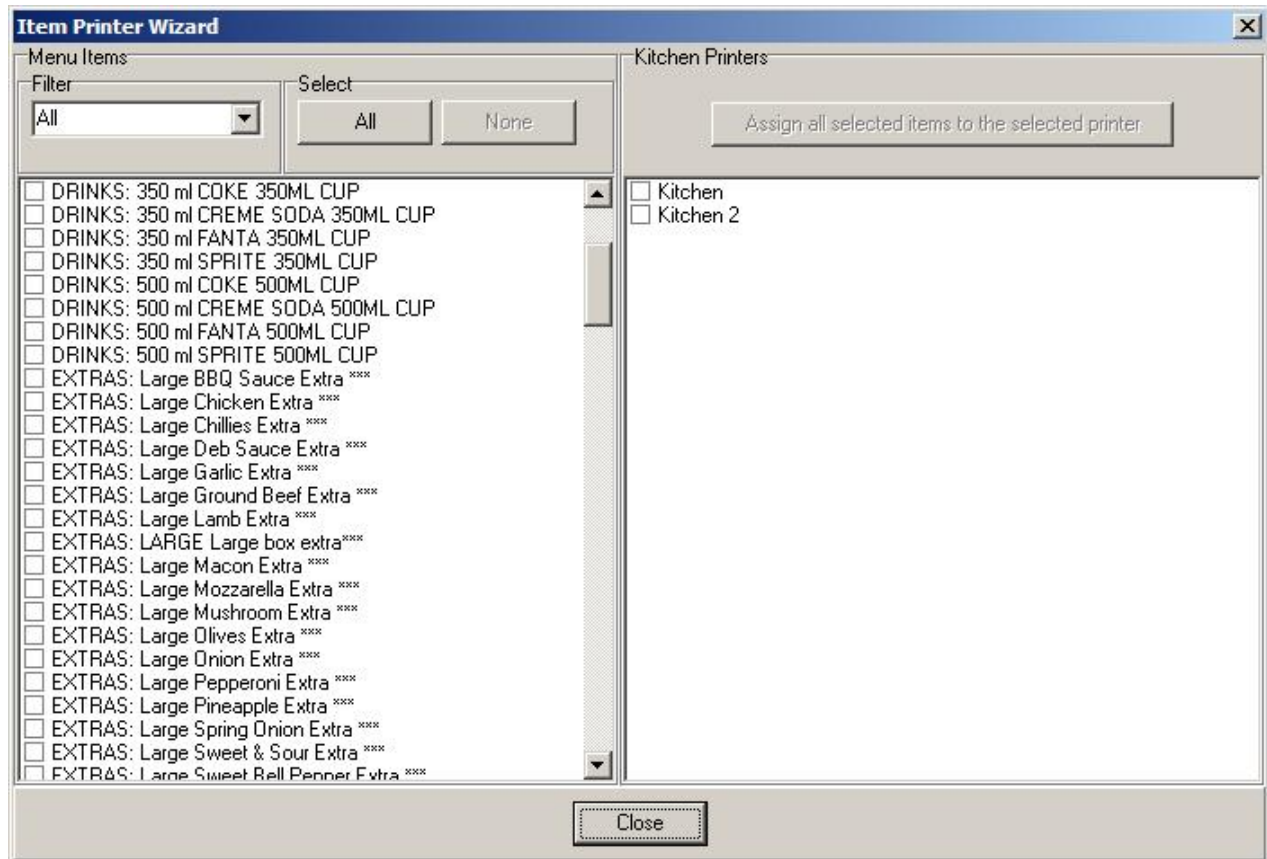 Item Printer Wizard
Menu Items
Filter
All
Select
All
None
DRINKS: 350 ml COKE 350ML CUP
DRINKS: 350 ml CREME SODA 350ML CUP
DRINKS: 350 ml FANTA 350ML CUP
DRINKS: 350 ml SPRITE 350ML CUP
DRINKS: 500 ml COKE 500ML CUP
DRINKS: 500 ml CREME SODA 500ML CUP
DRINKS: 500 ml FANTA 500ML CUP
DRINKS: 500 ml SPRITE 500ML CUP
EXTRAS: Large BBQ Sauce Extra ***
EXTRAS: Large Chicken Extra ***
EXTRAS: Large Chillies Extra ***
EXTRAS: Large Deb Sauce Extra ***
EXTRAS: Large Garlic Extra ***
EXTRAS: Large Ground Beef Extra ***
EXTRAS: Large Lamb Extra ***
EXTRAS: LARGE Large box extra***
EXTRAS: Large Macon Extra ***
EXTRAS: Large Mozzarella Extra ***
EXTRAS: Large Mushroom Extra ***
EXTRAS: Large Olives Extra ***
EXTRAS: Large Onion Extra ***
EXTRAS: Large Pepperoni Extra ***
EXTRAS: Large Pineapple Extra ***
EXTRAS: Large Spring Onion Extra ***
EXTRAS: Large Sweet & Sour Extra ***
EXTRAS: Large Sweet Bell Pepper Extra ***
Kitchen Printers
Assign all selected items to the selected printer
Kitchen
Kitchen 2
Close